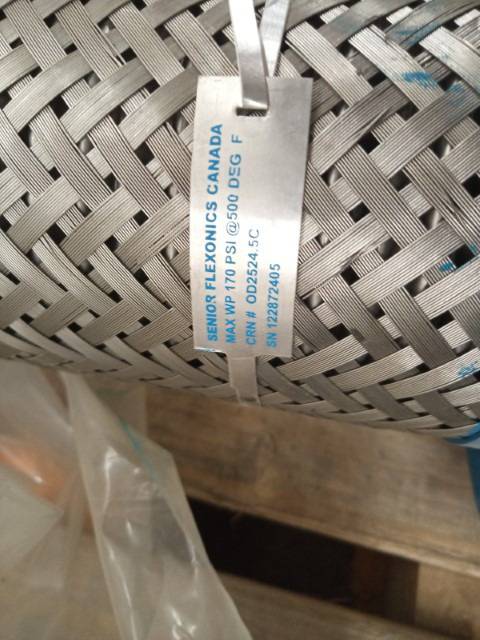 SENIOR FLEXONICS CANADA
MAX WP 170 PSI @500 DEG F
CRN # OD2524.5C
SN 122872405